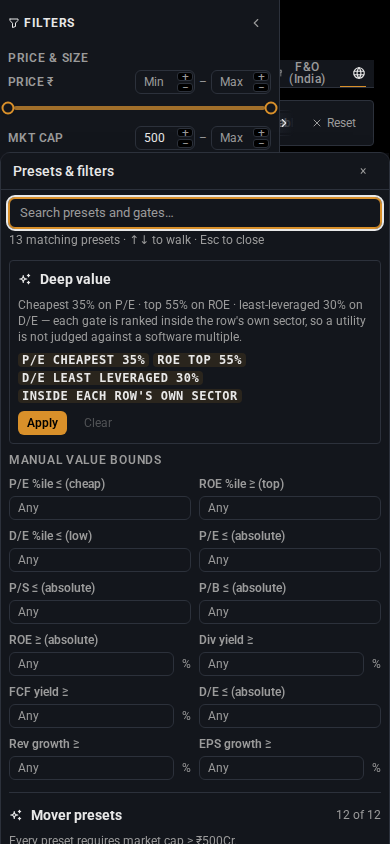 FILTERS
PRICE & SIZE
PRICE ₹ Min + − – Max + −
F&O
(India)
MKT CAP 500 + − – Max + −
Reset
Presets & filters ×
Search presets and gates…
13 matching presets · ↑↓ to walk · Esc to close
Deep value
Cheapest 35% on P/E · top 55% on ROE · least-leveraged 30% on
D/E — each gate is ranked inside the row's own sector, so a utility
is not judged against a software multiple.
P/E CHEAPEST 35% ROE TOP 55%
D/E LEAST LEVERAGED 30%
INSIDE EACH ROW'S OWN SECTOR
Apply Clear
MANUAL VALUE BOUNDS
P/E %ile ≤ (cheap) ROE %ile ≥ (top)
Any Any
D/E %ile ≤ (low) P/E ≤ (absolute)
Any Any
P/S ≤ (absolute) P/B ≤ (absolute)
Any Any
ROE ≥ (absolute) Div yield ≥
Any % Any %
FCF yield ≥ D/E ≤ (absolute)
Any % Any
Rev growth ≥ EPS growth ≥
Any % Any %
Mover presets 12 of 12
Every preset requires market cap ≥ ₹500Cr